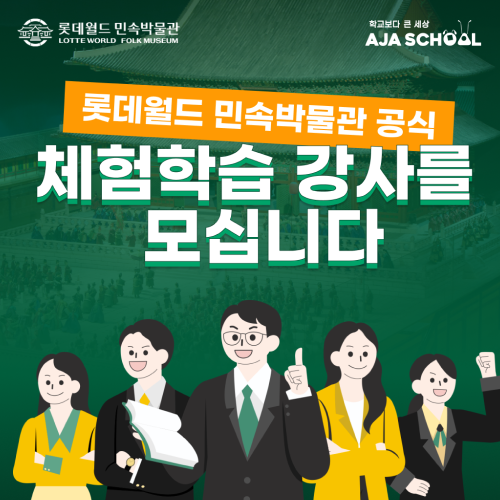 롯데월드 민속박물관
LOTTE WORLD FOLK MUSEUM
학교보다 큰 세상
AJA SCHOOL
롯데월드 민속박물관 공식
체험학습 강사를
모십니다